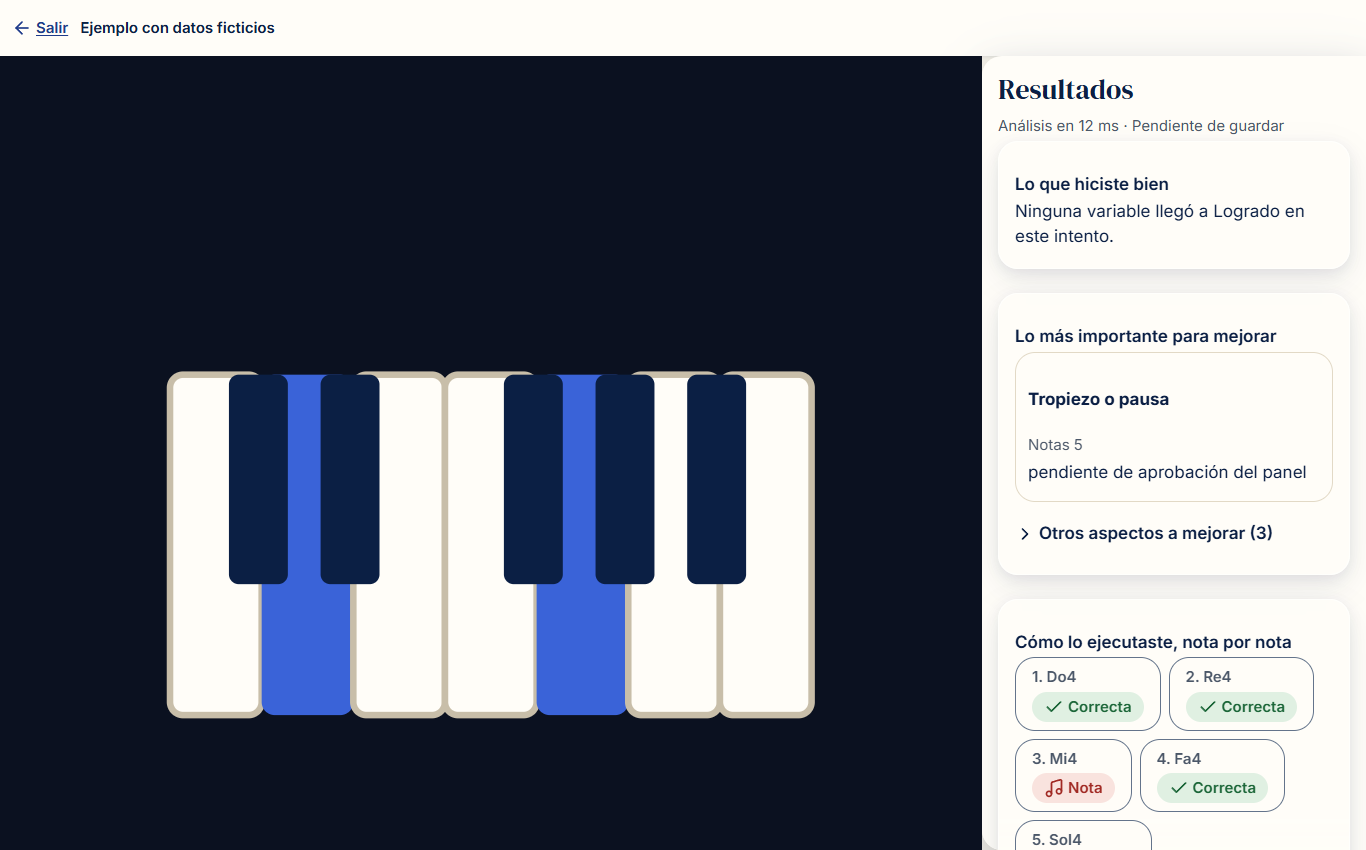 Salir Ejemplo con datos ficticios
Resultados
Análisis en 12 ms · Pendiente de guardar
Lo que hiciste bien
Ninguna variable llegó a Logrado en
este intento.
Lo más importante para mejorar
Tropiezo o pausa
Notas 5
pendiente de aprobación del panel
Otros aspectos a mejorar (3)
Cómo lo ejecutaste, nota por nota
1. Do4
Correcta
2. Re4
Correcta
3. Mi4
Nota
4. Fa4
Correcta
5. Sol4